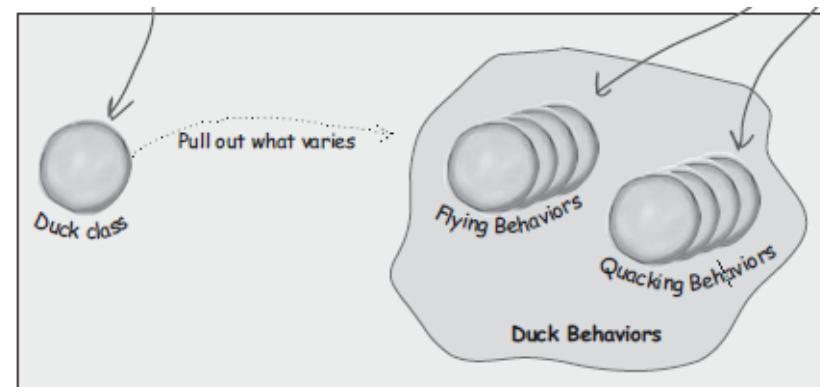 Pull out what varies
Duck class
Flying Behaviors
Quacking Behaviors
Duck Behaviors